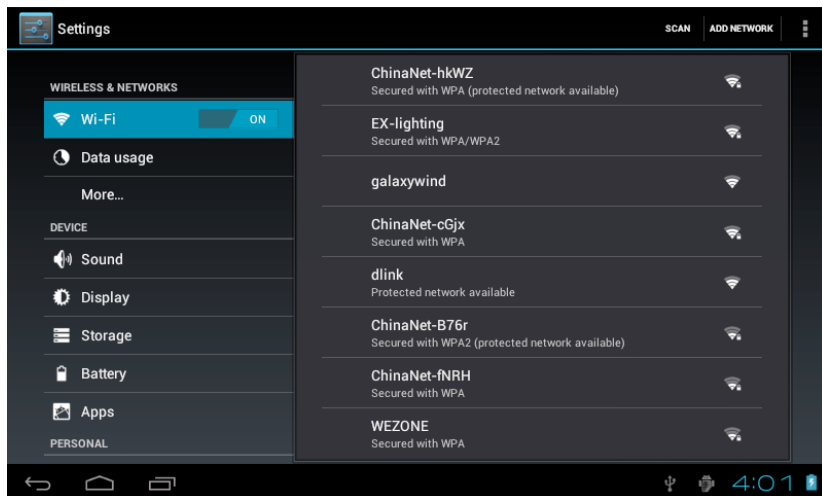 Settings
SCAN
ADD NETWORK
WIRELESS & NETWORKS
Wi-Fi
ON
Data usage
More...
DEVICE
Sound
Display
Storage
Battery
Apps
PERSONAL
ChinaNet-hkWZ
Secured with WPA (protected network available)
EX-lighting
Secured with WPA/WPA2
galaxywind
ChinaNet-cGjx
Secured with WPA
dlink
Protected network available
ChinaNet-B76r
Secured with WPA2 (protected network available)
ChinaNet-fNRH
Secured with WPA
WEZONE
Secured with WPA
4:01